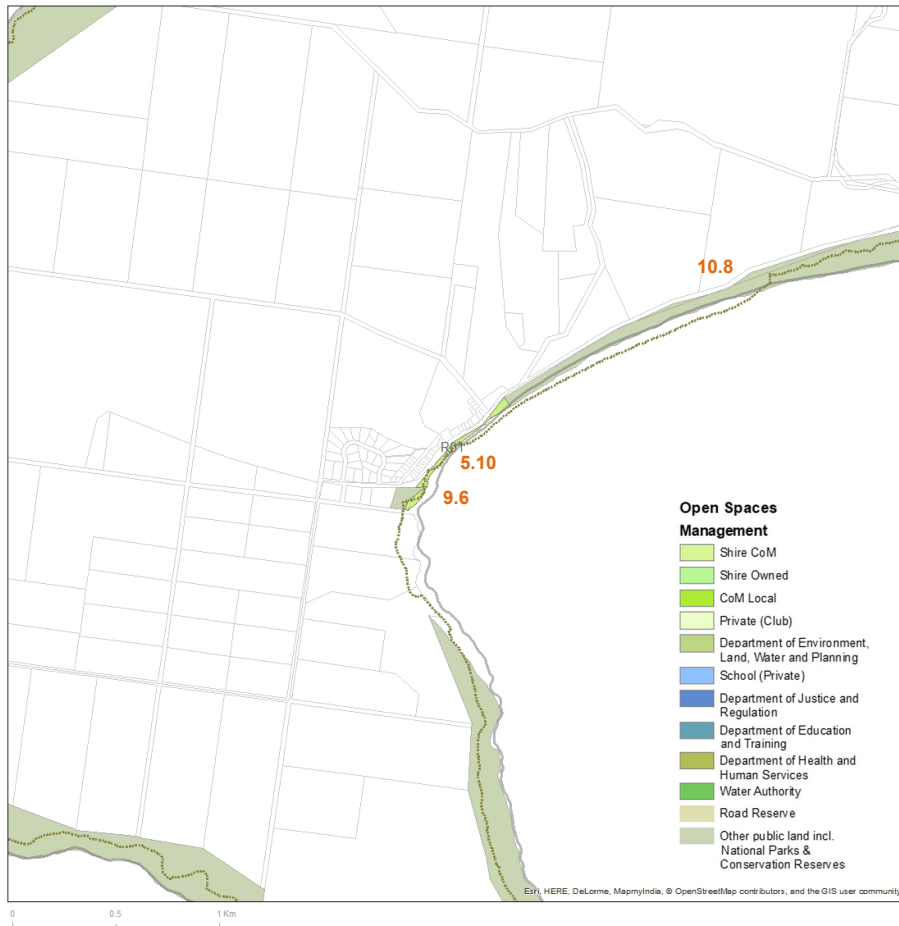 10.8
5.10
9.6
Open Spaces
Management
Shire CoM
Shire Owned
CoM Local
Private (Club)
Department of Environment,
Land, Water and Planning
School (Private)
Department of Justice and
Regulation
Department of Education
and Training
Department of Health and
Human Services
Water Authority
Road Reserve
Other public land incl.
National Parks &
Conservation Reserves
Esri, HERE, DeLorme, MapmyIndia, © OpenStreetMap contributors, and the GIS user community
0 0.5 1 Km